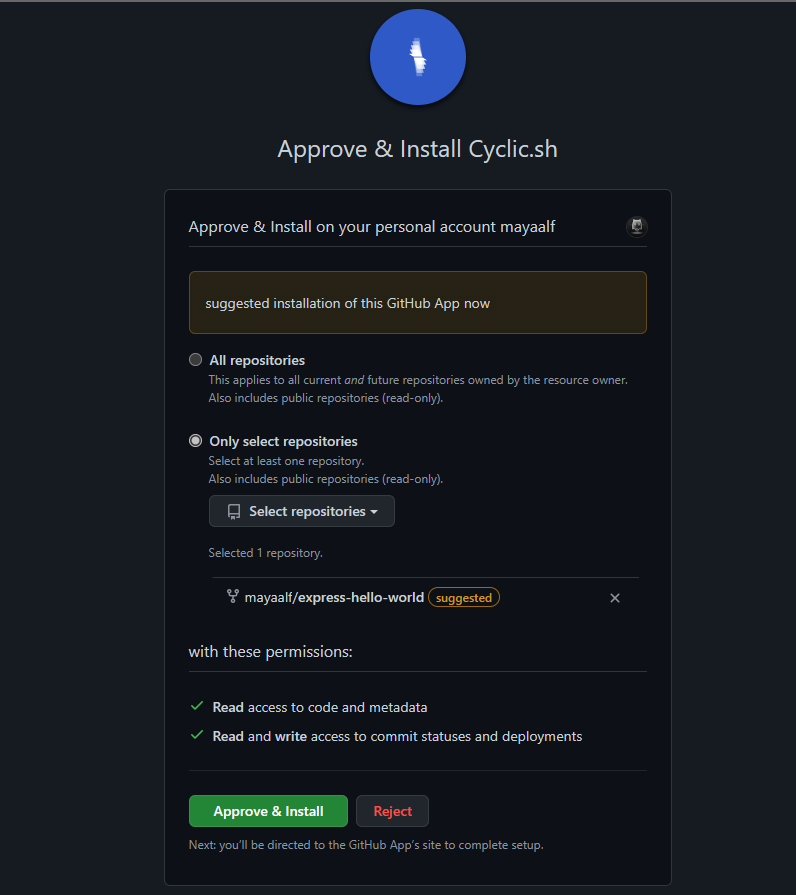 Approve & Install Cyclic.sh
Approve & Install on your personal account mayaalf
suggested installation of this GitHub App now
All repositories
This applies to all current and future repositories owned by the resource owner.
Also includes public repositories (read-only).
Only select repositories
Select at least one repository.
Also includes public repositories (read-only).
Select repositories
Selected 1 repository.
mayaalf/express-hello-world suggested
with these permissions:
Read access to code and metadata
Read and write access to commit statuses and deployments
Approve & Install Reject
Next: you'll be directed to the GitHub App's site to complete setup.